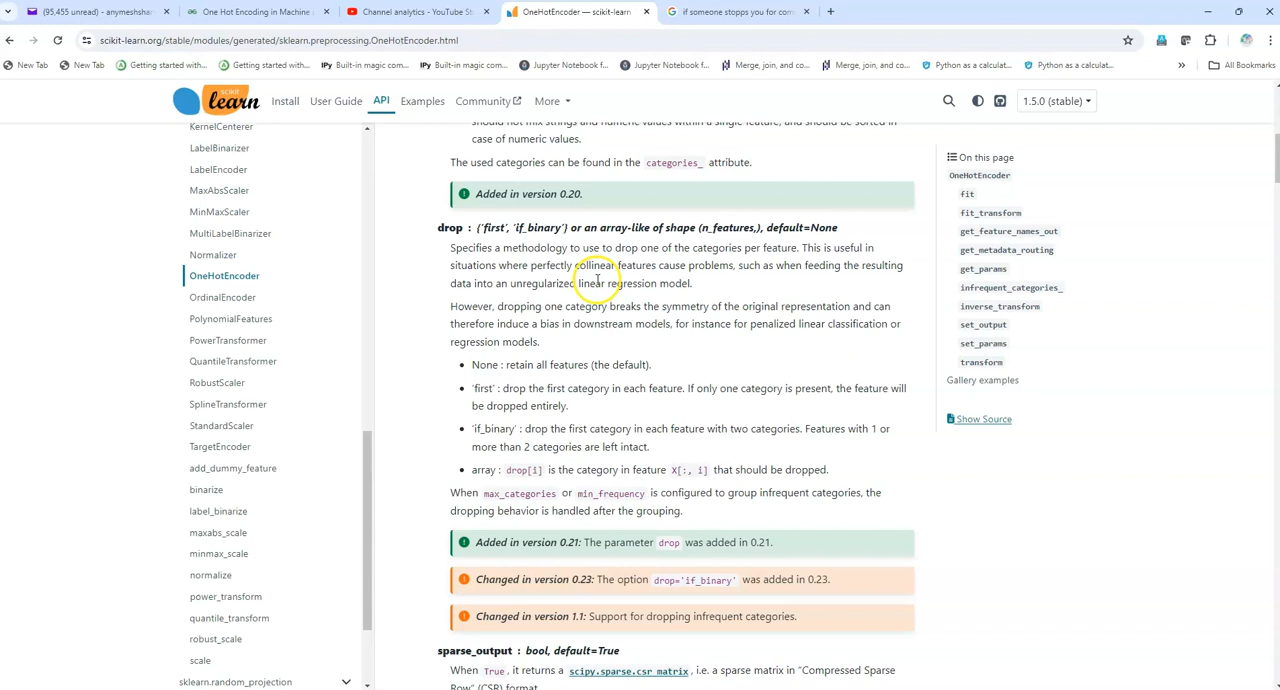 (95,455 unread) - anymeshshar
One Hot Encoding in Machine
Channel analytics - YouTube St
OneHotEncoder — scikit-learn
if someone stopps you for com
scikit-learn.org/stable/modules/generated/sklearn.preprocessing.OneHotEncoder.html
New Tab
New Tab
Getting started with...
Getting started with...
IPy Built-in magic com...
IPy Built-in magic com...
Jupyter Notebook f...
Jupyter Notebook f...
Merge, join, and co...
Merge, join, and co...
Python as a calculat...
Python as a calculat...
»
All Bookmarks
scikit
learn
Install
User Guide
API
Examples
Community
More
1.5.0 (stable)
KernelCenterer
LabelBinarizer
LabelEncoder
MaxAbsScaler
MinMaxScaler
MultiLabelBinarizer
Normalizer
OneHotEncoder
OrdinalEncoder
PolynomialFeatures
PowerTransformer
QuantileTransformer
RobustScaler
SplineTransformer
StandardScaler
TargetEncoder
add_dummy_feature
binarize
label_binarize
maxabs_scale
minmax_scale
normalize
power_transform
quantile_transform
robust_scale
scale
sklearn.random_projection
should not mix strings and numeric values within a single feature, and should be sorted in
case of numeric values.
The used categories can be found in the categories_ attribute.
Added in version 0.20.
drop : {'first', 'if_binary'} or an array-like of shape (n_features,), default=None
Specifies a methodology to use to drop one of the categories per feature. This is useful in
situations where perfectly collinear features cause problems, such as when feeding the resulting
data into an unregularized linear regression model.
However, dropping one category breaks the symmetry of the original representation and can
therefore induce a bias in downstream models, for instance for penalized linear classification or
regression models.
• None : retain all features (the default).
• 'first' : drop the first category in each feature. If only one category is present, the feature will
be dropped entirely.
• 'if_binary' : drop the first category in each feature with two categories. Features with 1 or
more than 2 categories are left intact.
• array : drop[i] is the category in feature X[:, i] that should be dropped.
When max_categories or min_frequency is configured to group infrequent categories, the
dropping behavior is handled after the grouping.
Added in version 0.21: The parameter drop was added in 0.21.
Changed in version 0.23: The option drop='if_binary' was added in 0.23.
Changed in version 1.1: Support for dropping infrequent categories.
sparse_output : bool, default=True
When True, it returns a scipy.sparse.csr_matrix, i.e. a sparse matrix in "Compressed Sparse
Row" (CSR) format.
On this page
OneHotEncoder
fit
fit_transform
get_feature_names_out
get_metadata_routing
get_params
infrequent_categories_
inverse_transform
set_output
set_params
transform
Gallery examples
Show Source